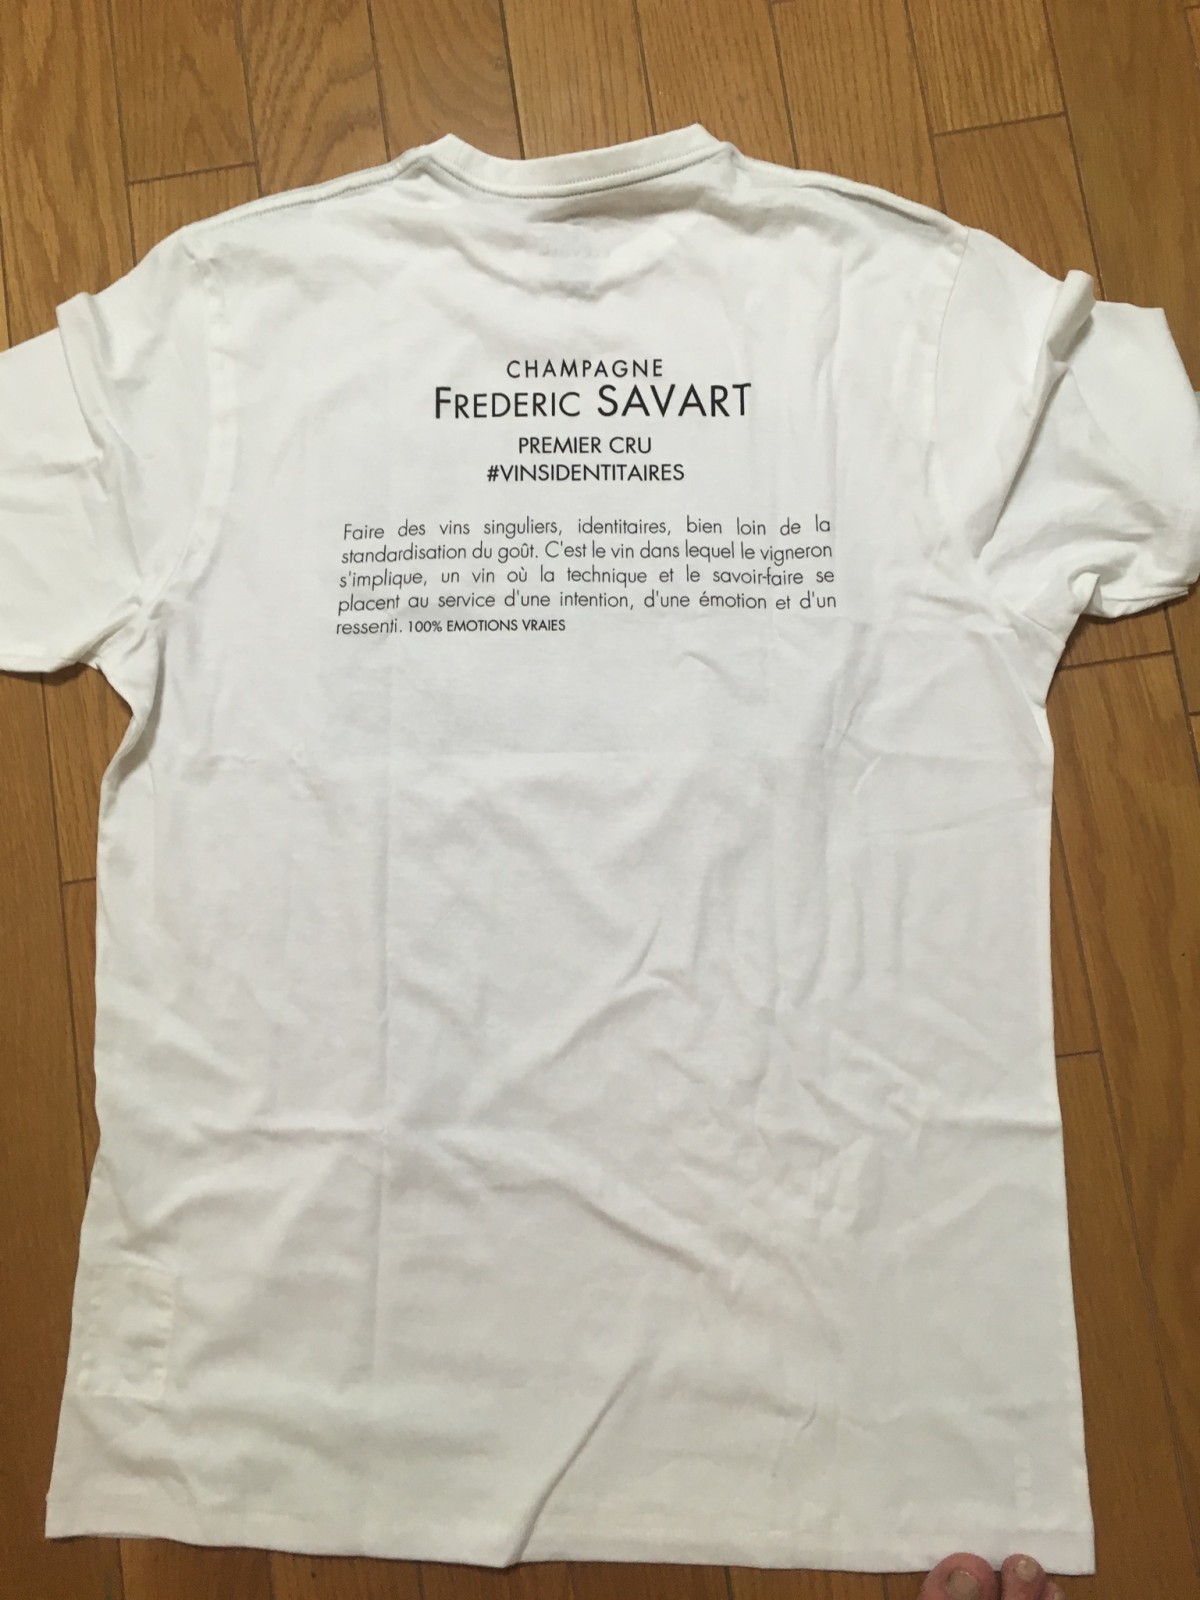 CHAMPAGNE
FREDERIC SAVART
PREMIER CRU
#VINSIDENTITAIRES
Faire des vins singuliers, identitaires, bien loin de la
standardisation du goût. C'est le vin dans lequel le vigneron
s'implique, un vin où la technique et le savoir-faire se
placent au service d'une intention, d'une émotion et d'un
ressenti. 100% EMOTIONS VRAIES